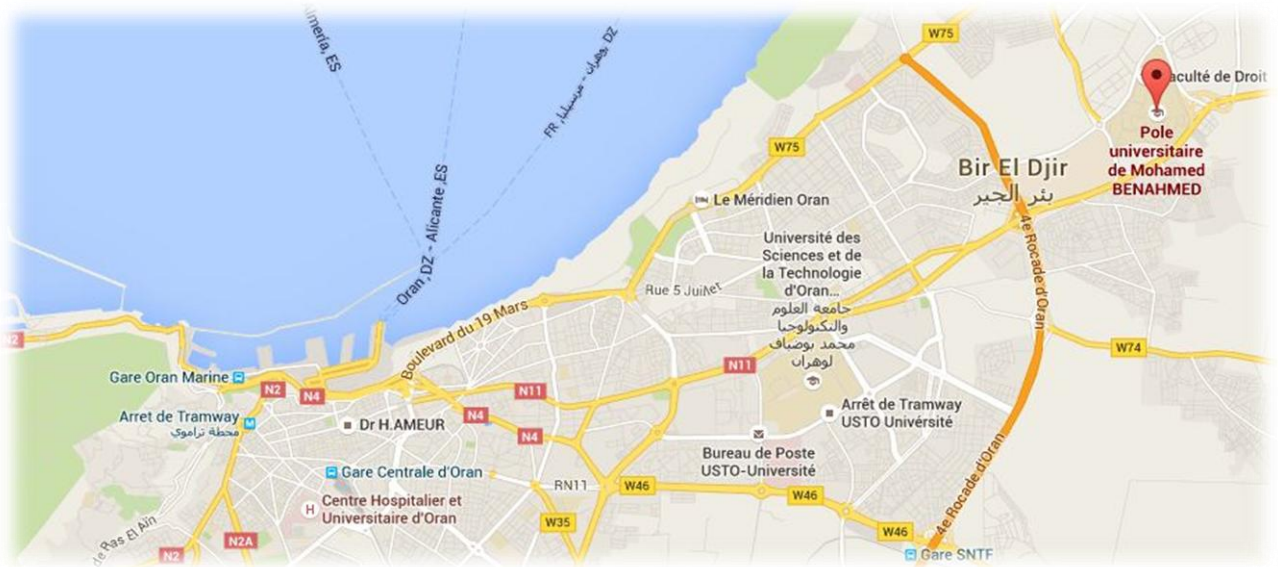 Almería, ES
FR, وهران - مرسيليا, DZ
W75
W75
aculté de Droit
Pole
universitaire
de Mohamed
BENAHMED
Bir El Djir
بئر الجير
Oran, DZ - Alicante, ES
Le Méridien Oran
Université des
Sciences et de
la Technologie
d'Oran...
جامعة العلوم
والتكنولوجيا
محمد بوضياف
لوهران
4e Rocade d'Oran
Rue 5 Juillet
Boulevard du 19 Mars
N2
W74
N11
Gare Oran Marine
N2
N4
N11
N4
N4
Arret de Tramway
محطة تراموي
Dr H.AMEUR
Arrêt de Tramway
USTO Université
Bureau de Poste
USTO-Université
Gare Centrale d'Oran
RN11
W46
W46
W46
Centre Hospitalier et
Universitaire d'Oran
H
W35
4e Rocade d'Oran
de Ras El Aïn
N2A
N2
M
Gare SNTF